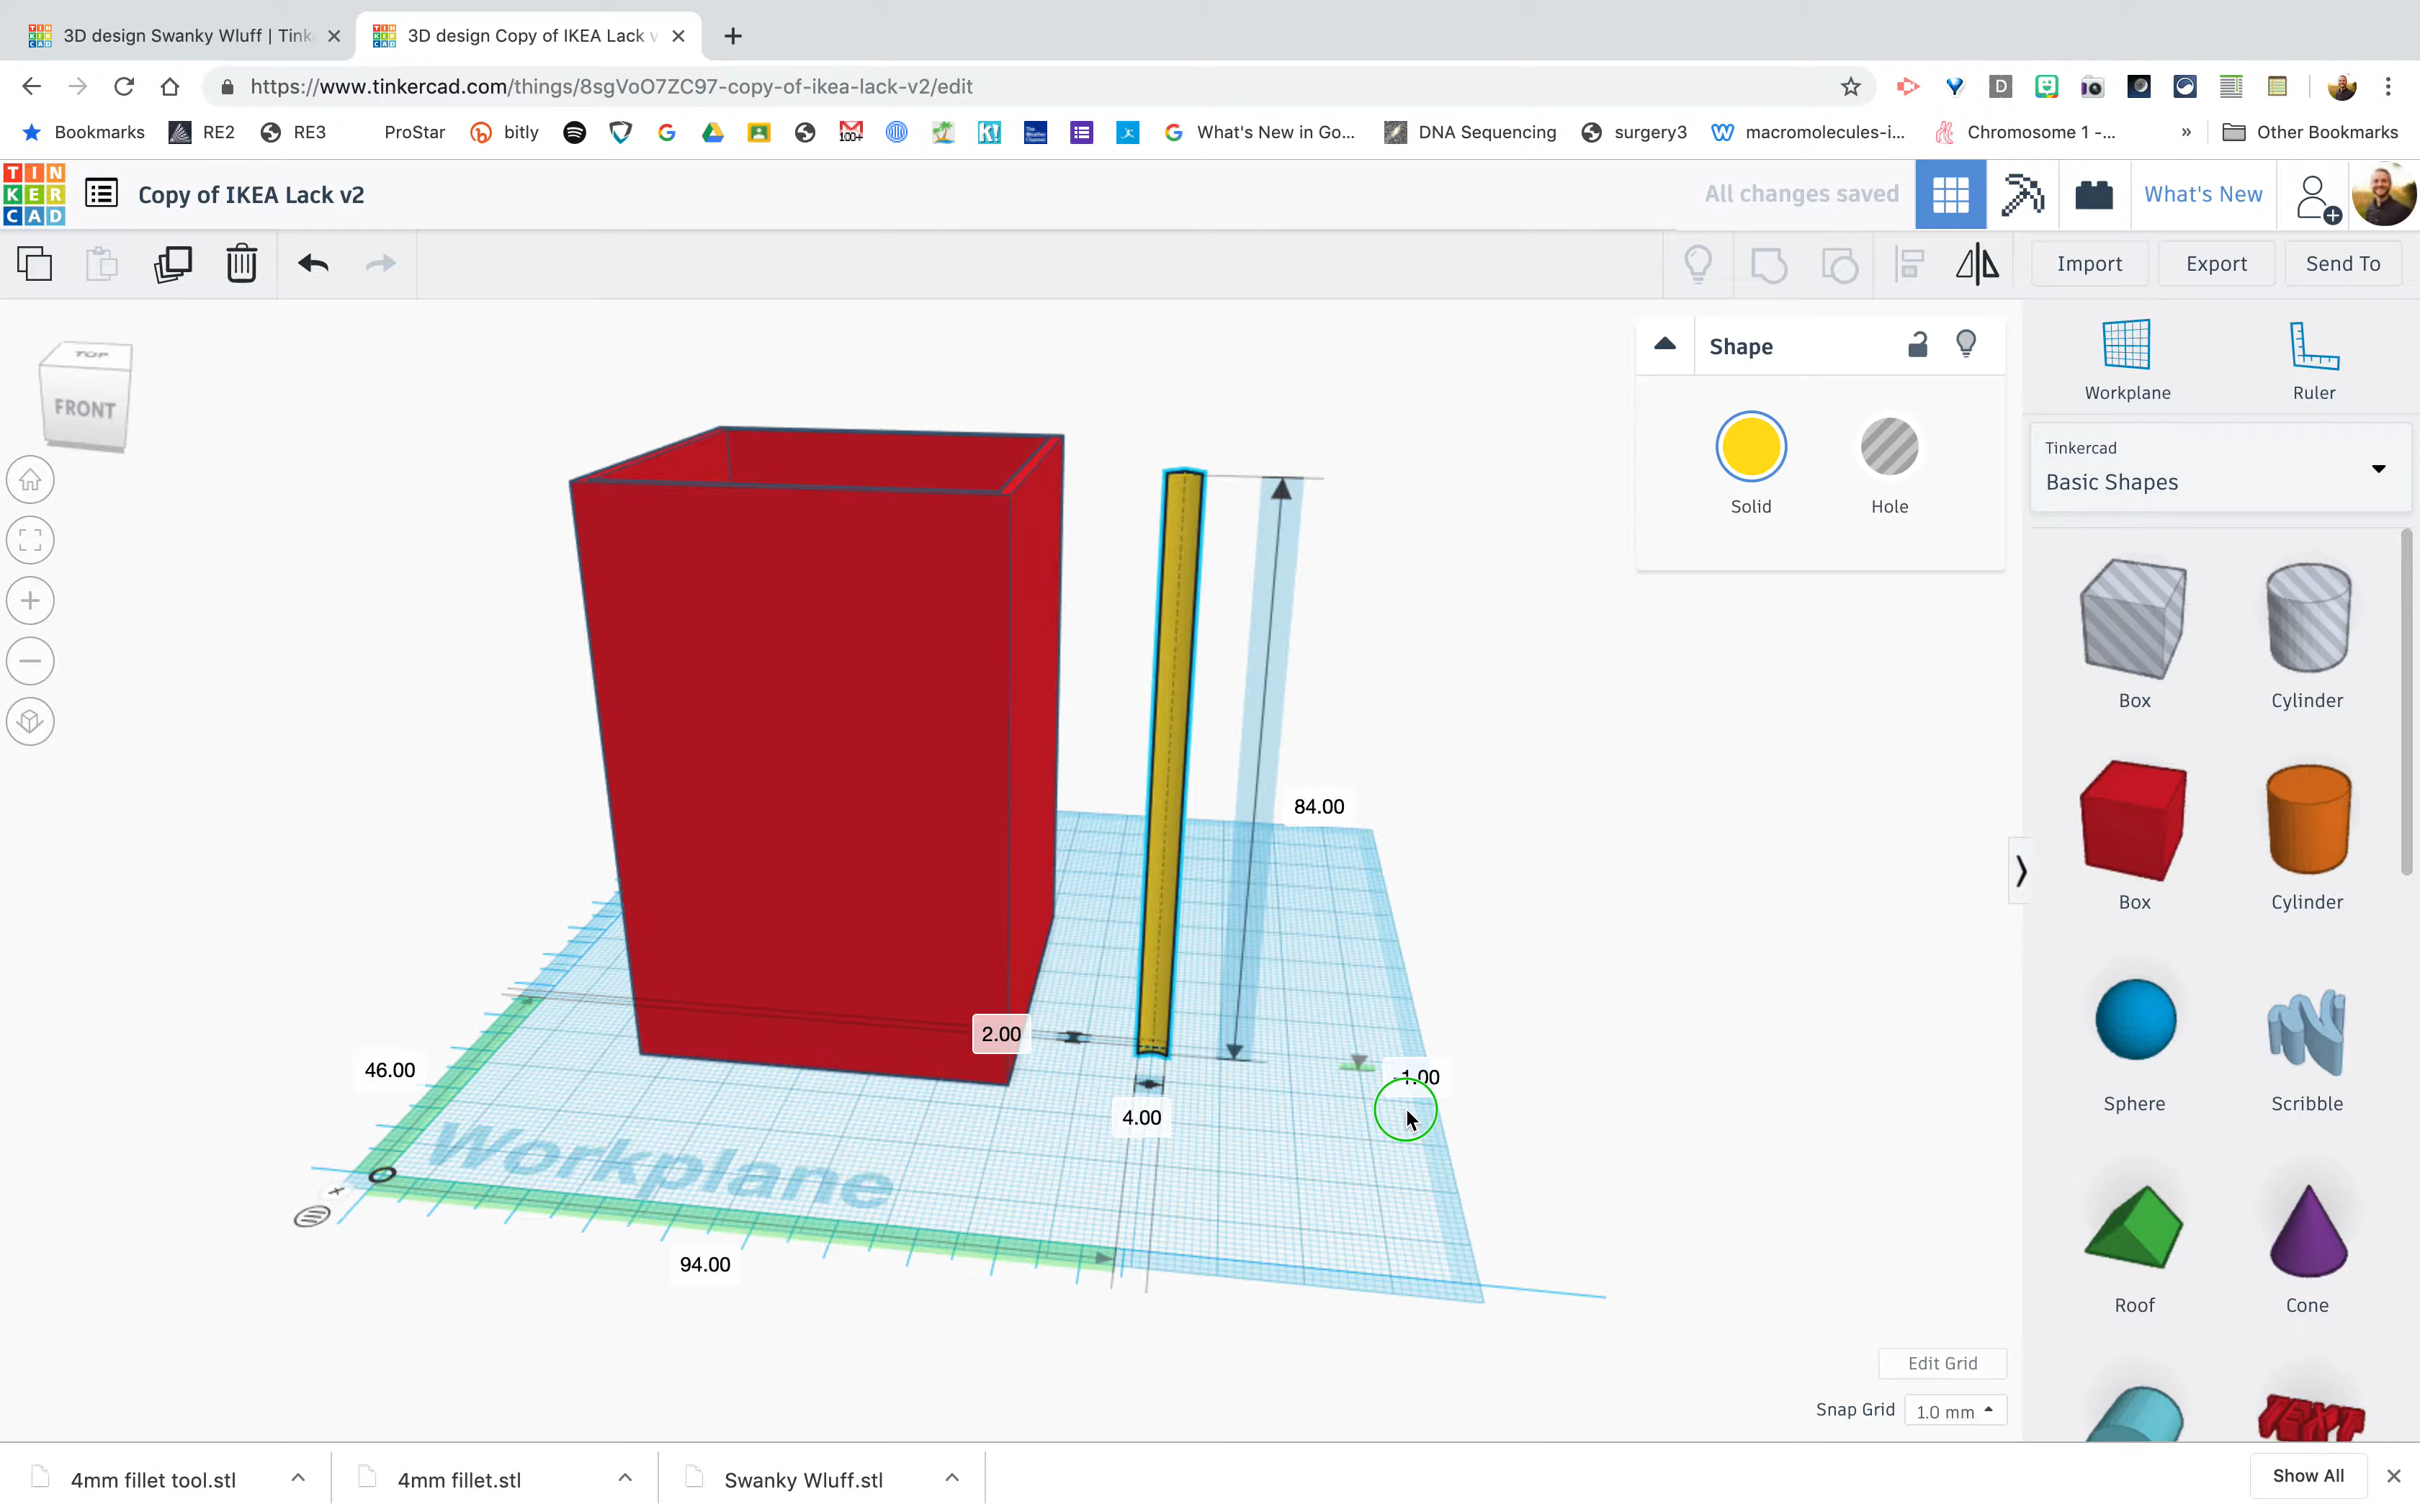 3D design Swanky Wluff | Tink
3D design Copy of IKEA Lack v
https://www.tinkercad.com/things/8sgVoO7ZC97-copy-of-ikea-lack-v2/edit
Bookmarks
RE2
RE3
ProStar
bitly
What's New in Go...
DNA Sequencing
surgery3
macromolecules-i...
Chromosome 1 -...
»
Other Bookmarks
TIN
KER
CAD
Copy of IKEA Lack v2
All changes saved
What's New
Import
Export
Send To
TOP
FRONT
Shape
Solid
Hole
Workplane
Ruler
Tinkercad
Basic Shapes
Box
Cylinder
Box
Cylinder
Sphere
Scribble
Roof
Cone
TEXT
84.00
2.00
46.00
-1.00
4.00
94.00
Workplane
Edit Grid
Snap Grid
1.0 mm
4mm fillet tool.stl
4mm fillet.stl
Swanky Wluff.stl
Show All